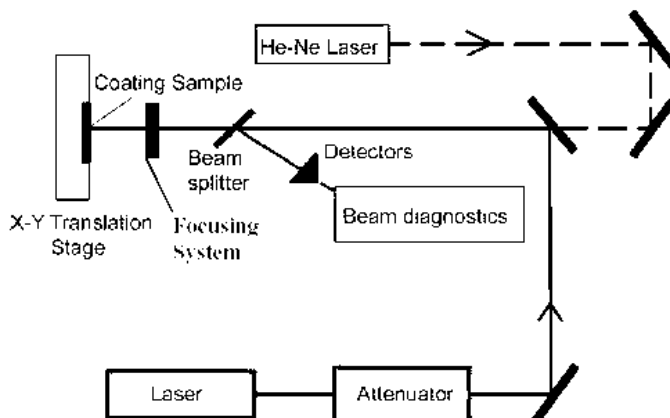 He-Ne Laser
Coating Sample
Beam
splitter
Detectors
Beam diagnostics
X-Y Translation
Stage
Focusing
System
Laser
Attenuator